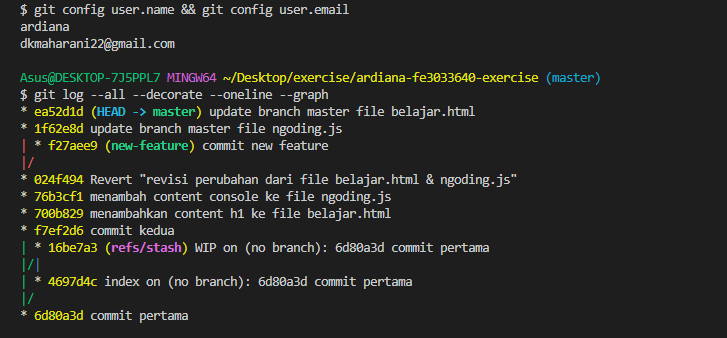 $ git config user.name && git config user.email
ardiana
dkmaharani22@gmail.com
Asus@DESKTOP-7J5PPL7 MINGW64 ~/Desktop/exercise/ardiana-fe3033640-exercise (master)
$ git log --all --decorate --oneline --graph
* ea52d1d (HEAD -> master) update branch master file belajar.html
* 1f62e8d update branch master file ngoding.js
| * f27aee9 (new-feature) commit new feature
|/
* 024f494 Revert "revisi perubahan dari file belajar.html & ngoding.js"
* 76b3cf1 menambah content console ke file ngoding.js
* 700b829 menambahkan content h1 ke file belajar.html
* f7ef2d6 commit kedua
| * 16be7a3 (refs/stash) WIP on (no branch): 6d80a3d commit pertama
|/|
| * 4697d4c index on (no branch): 6d80a3d commit pertama
|/
* 6d80a3d commit pertama